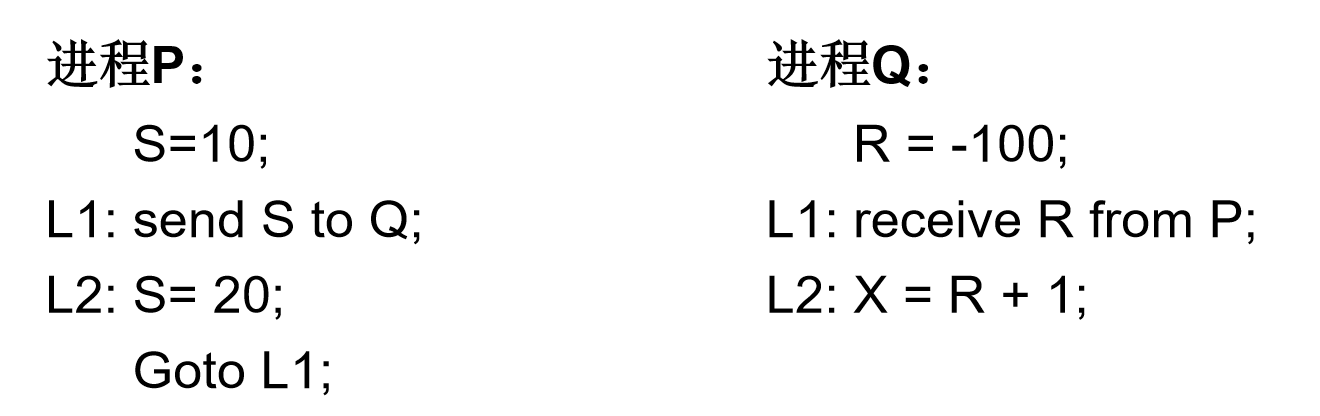 进程P：
S=10;
L1: send S to Q;
L2: S= 20;
Goto L1;
进程Q：
R = -100;
L1: receive R from P;
L2: X = R + 1;